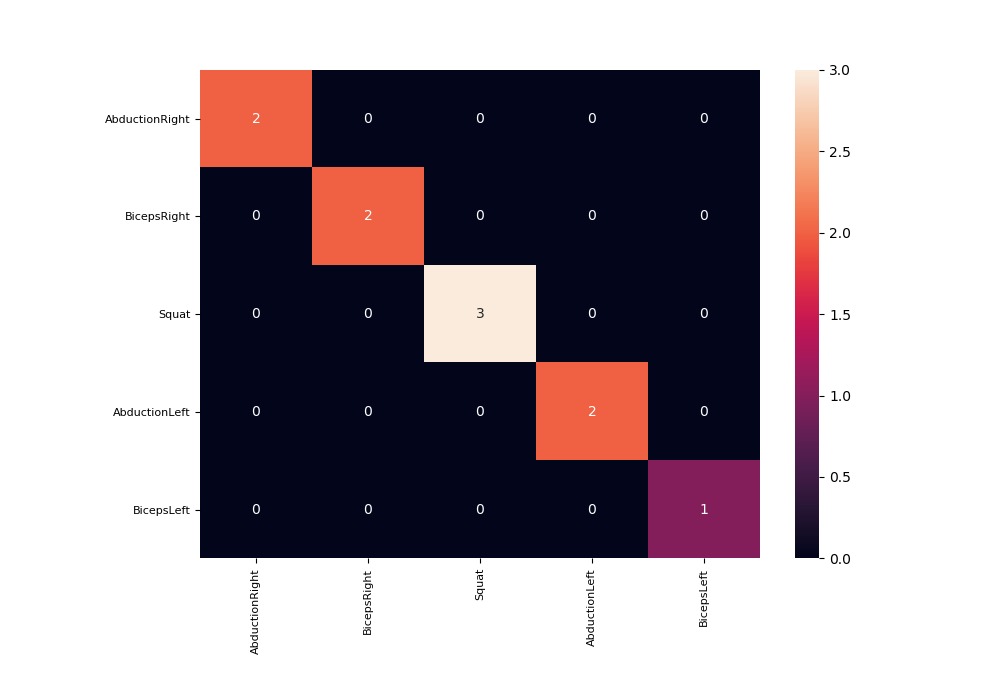 AbductionRight 2 0 0 0 0
BicepsRight 0 2 0 0 0
Squat 0 0 3 0 0
AbductionLeft 0 0 0 2 0
BicepsLeft 0 0 0 0 1
AbductionRight BicepsRight Squat AbductionLeft BicepsLeft
3.0
2.5
2.0
1.5
1.0
0.5
0.0